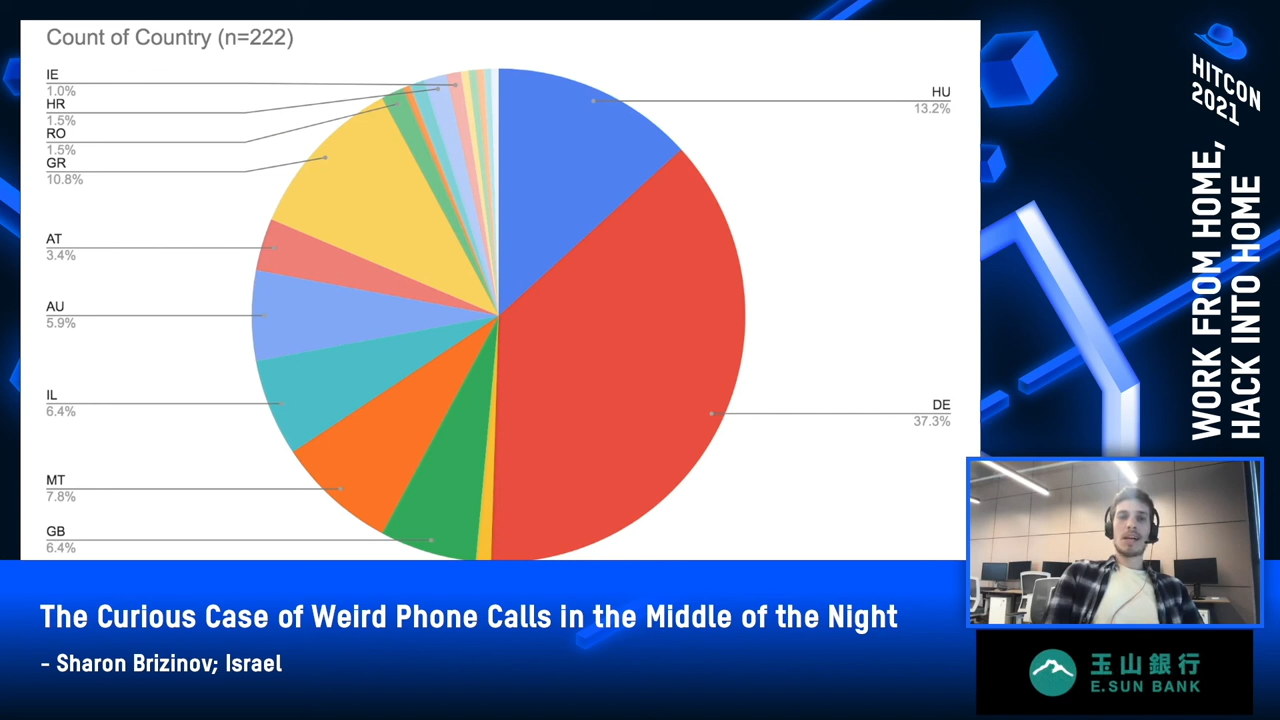 Count of Country (n=222)
IE
1.0%
HR
1.5%
RO
1.5%
GR
10.8%
AT
3.4%
AU
5.9%
IL
6.4%
MT
7.8%
GB
6.4%
HU
13.2%
DE
37.3%
HITCON
2021
WORK FROM HOME,
HACK INTO HOME
The Curious Case of Weird Phone Calls in the Middle of the Night
- Sharon Brizinov; Israel
玉山銀行
E.SUN BANK